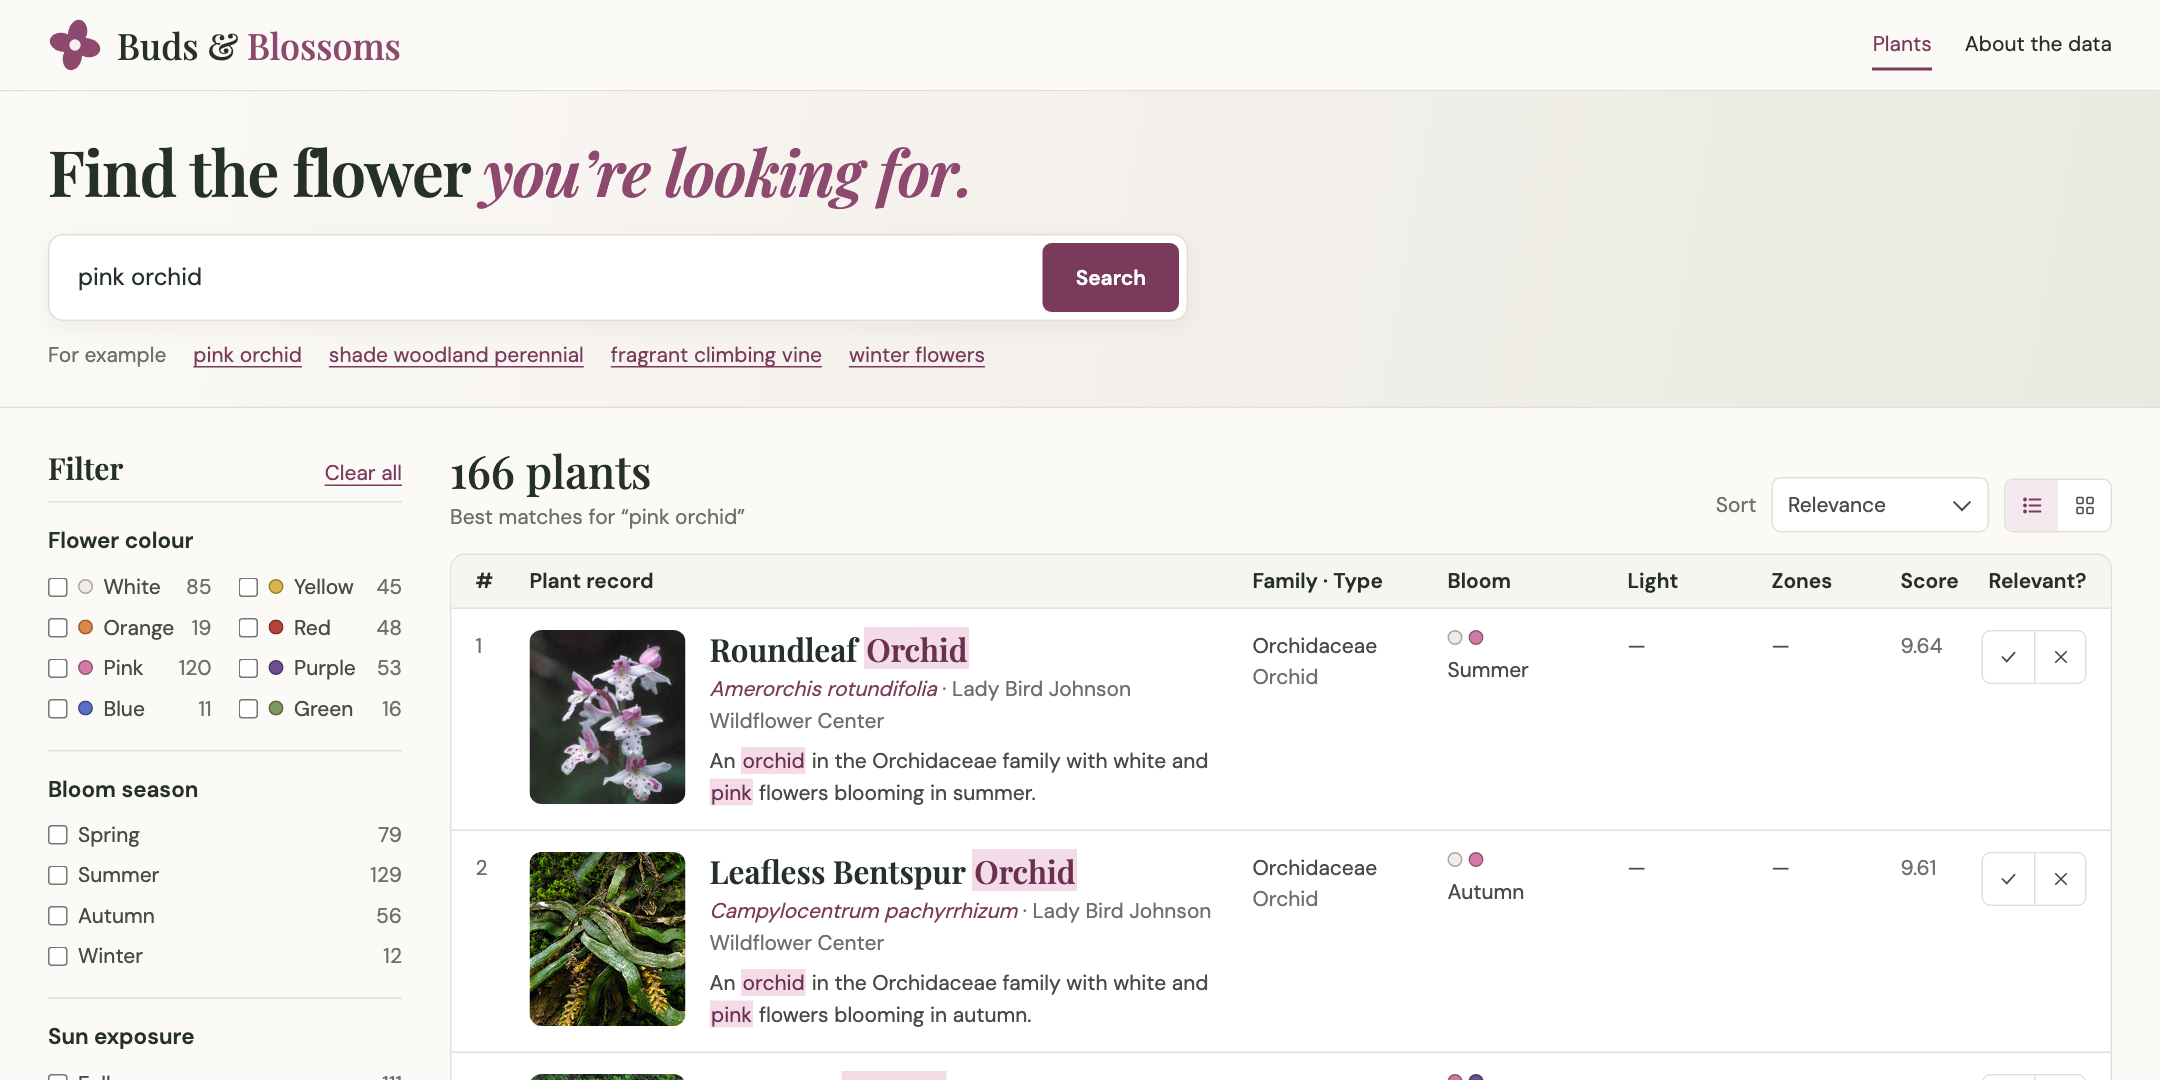 Buds & Blossoms
Plants
About the data
Find the flower you’re looking for.
pink orchid
Search
For example pink orchid shade woodland perennial fragrant climbing vine winter flowers
Filter
Clear all
Flower colour
White 85 Yellow 45
Orange 19 Red 48
Pink 120 Purple 53
Blue 11 Green 16
Bloom season
Spring 79
Summer 129
Autumn 56
Winter 12
Sun exposure
166 plants
Best matches for “pink orchid”
Sort Relevance
# Plant record Family · Type Bloom Light Zones Score Relevant?
1 Roundleaf Orchid
Amerorchis rotundifolia · Lady Bird Johnson
Wildflower Center
An orchid in the Orchidaceae family with white and
pink flowers blooming in summer.
Orchidaceae
Orchid
Summer
—
—
9.64
2 Leafless Bentspur Orchid
Campylocentrum pachyrrhizum · Lady Bird Johnson
Wildflower Center
An orchid in the Orchidaceae family with white and
pink flowers blooming in autumn.
Orchidaceae
Orchid
Autumn
—
—
9.61